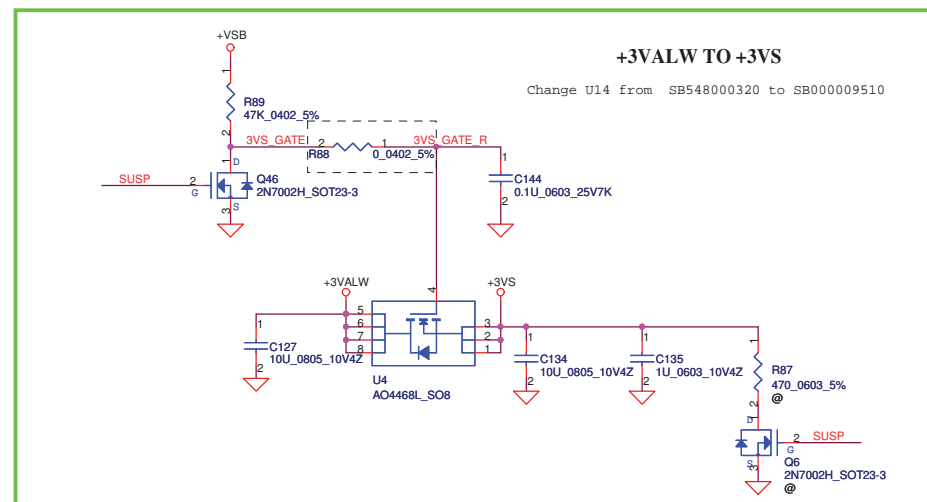 +VSB
+3VALW TO +3VS
Change U14 from SB548000320 to SB000009510
1
R89
47K_0402_5%
2
3VS_GATE
2
R88
1
0_0402_5%
3VS_GATE_R
1
D
SUSP
2
G
Q46
2N7002H_SOT23-3
S
3
1
C144
0.1U_0603_25V7K
2
+3VALW
4
+3VS
5
6
7
8
3
2
1
1
C127
10U_0805_10V4Z
2
U4
AO4468L_SO8
1
C134
10U_0805_10V4Z
2
1
C135
1U_0603_10V4Z
2
1
R87
470_0603_5%
@
2
1
D
2
SUSP
G
S
3
Q6
2N7002H_SOT23-3
@